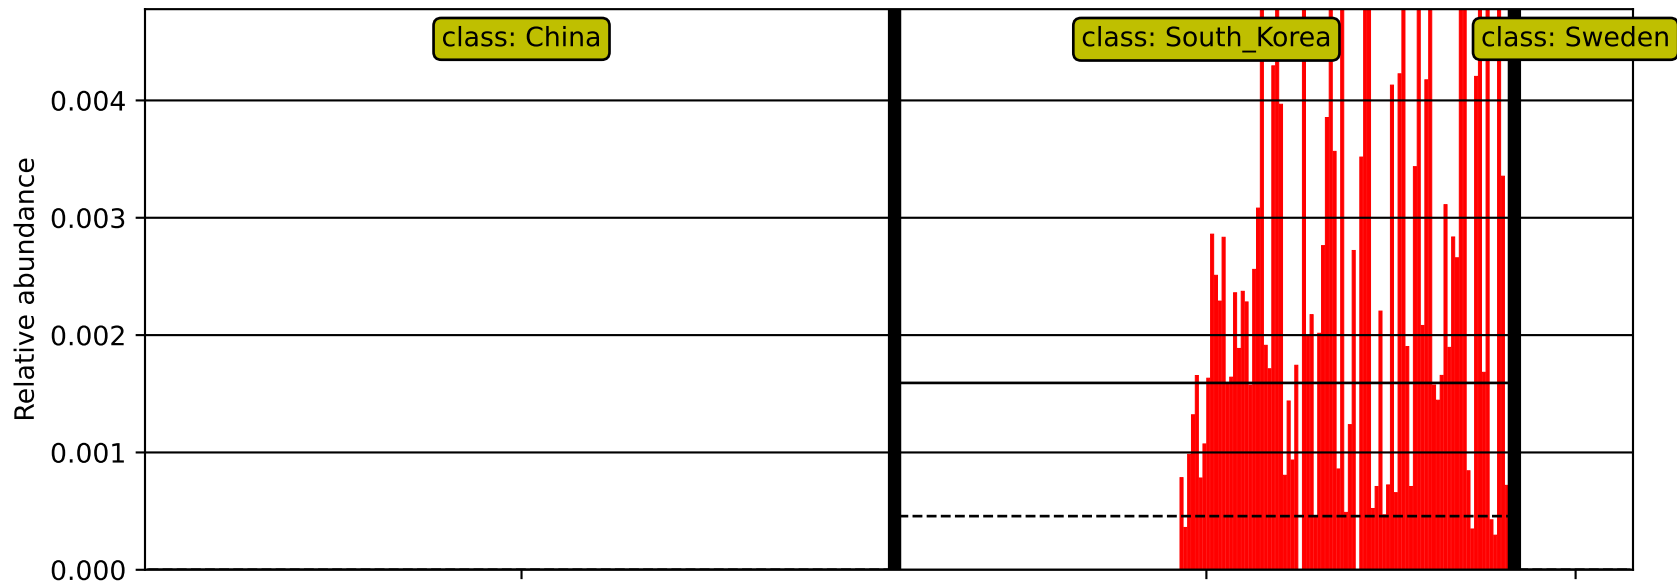 class: China
class: South_Korea
class: Sweden
Relative abundance
0.004
0.003
0.002
0.001
0.000